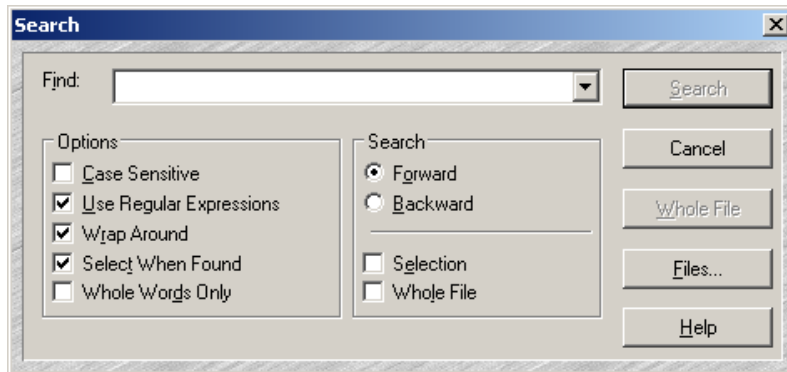 Search
Find:
Search
Options
Case Sensitive
Use Regular Expressions
Wrap Around
Select When Found
Whole Words Only
Search
Forward
Backward
Selection
Whole File
Cancel
Whole File
Files...
Help